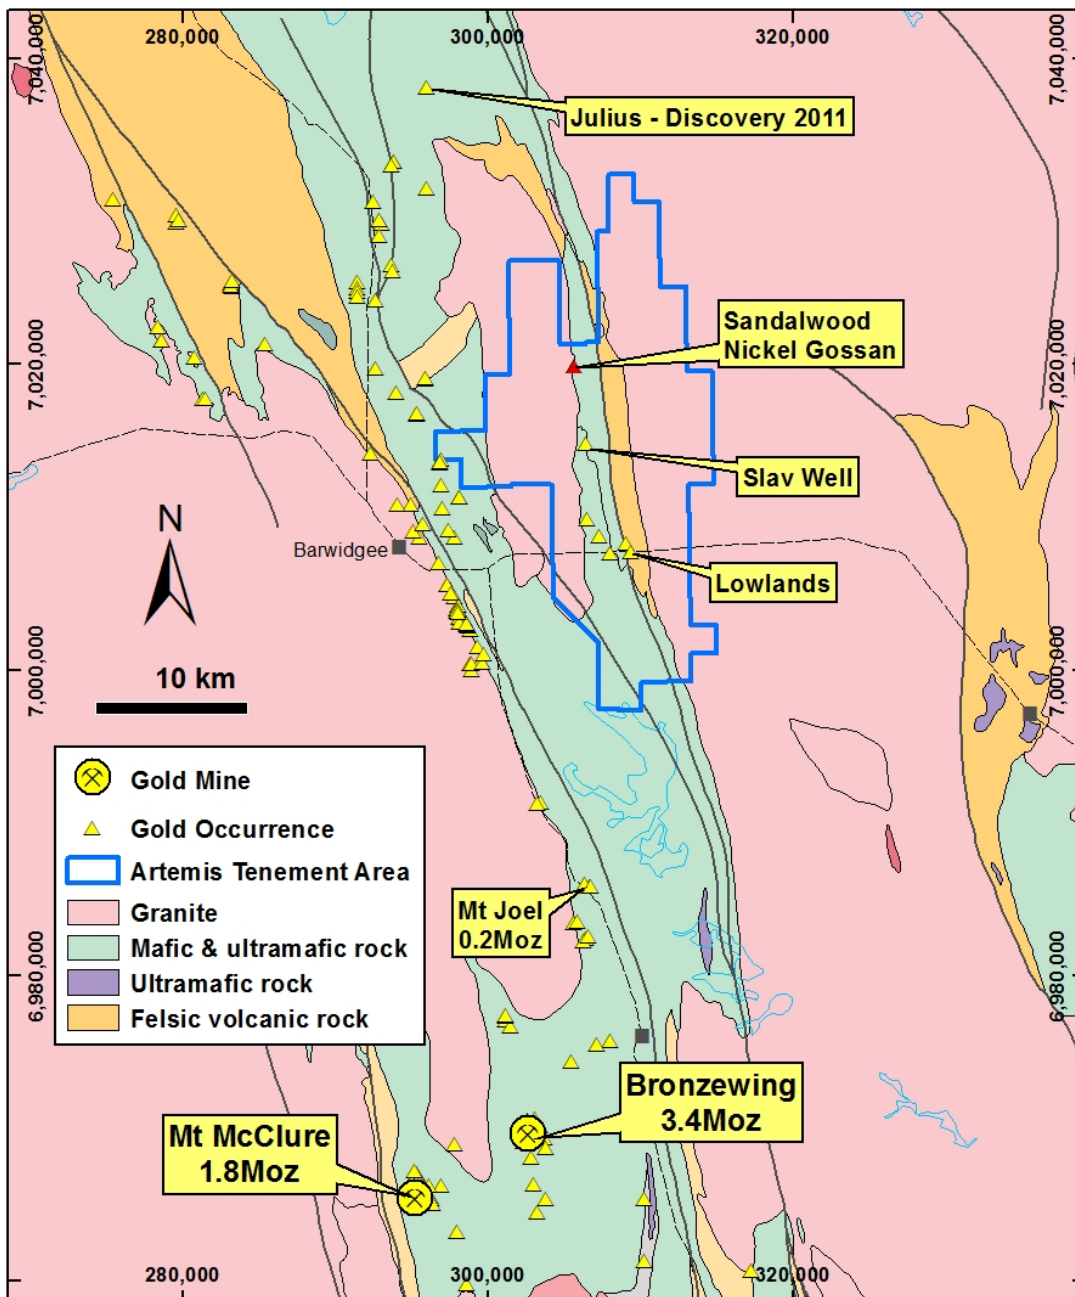 280,000
300,000
320,000
7,040,000
7,040,000
Julius - Discovery 2011
Sandalwood
Nickel Gossan
7,020,000
7,020,000
Slav Well
N
Barwidgee
Lowlands
10 km
7,000,000
7,000,000
Gold Mine
Gold Occurrence
Artemis Tenement Area
Granite
Mafic & ultramafic rock
Ultramafic rock
Felsic volcanic rock
Mt Joel
0.2Moz
6,980,000
6,980,000
Bronzewing
3.4Moz
Mt McClure
1.8Moz
280,000
300,000
320,000